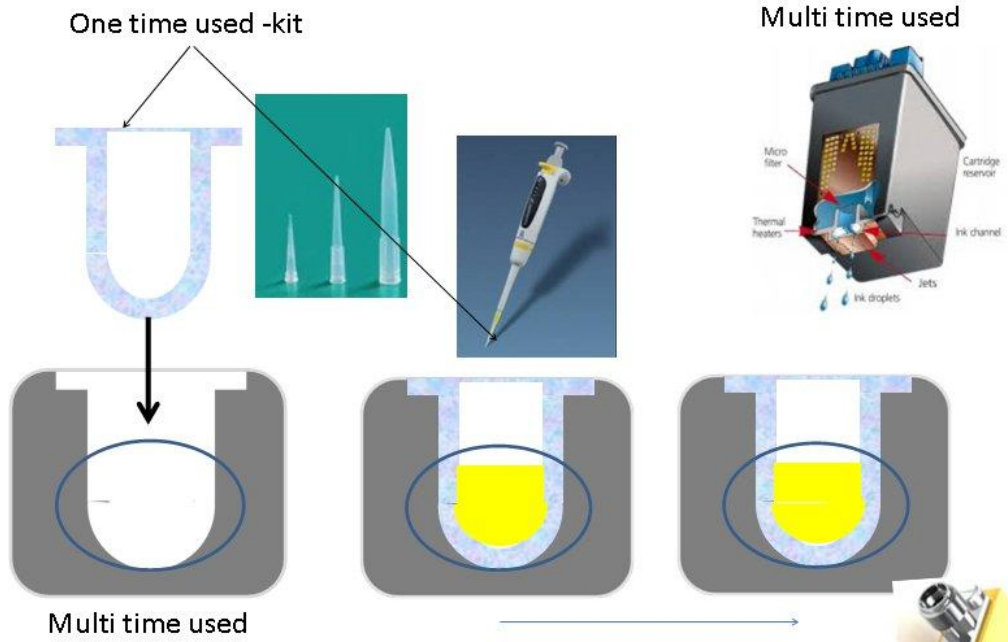 One time used -kit
Multi time used
Micro
filter
Cartridge
reservoir
Thermal
heaters
Ink channel
Jets
Ink droplets
Multi time used